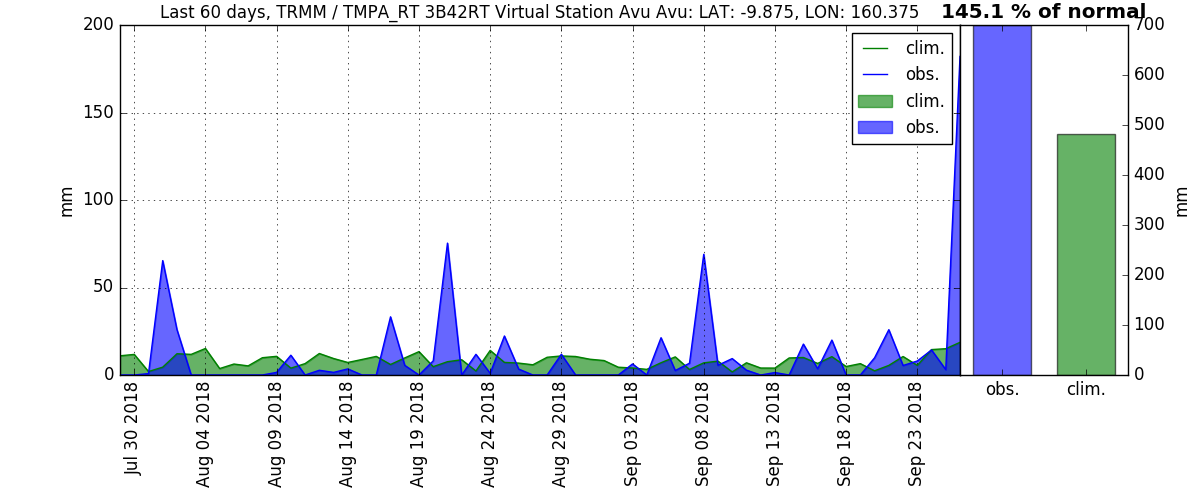 Last 60 days, TRMM / TMPA_RT 3B42RT Virtual Station Avu Avu: LAT: -9.875, LON: 160.375
145.1 % of normal
200
150
100
50
0
mm
clim.
obs.
clim.
obs.
700
600
500
400
300
200
100
0
mm
Jul 30 2018
Aug 04 2018
Aug 09 2018
Aug 14 2018
Aug 19 2018
Aug 24 2018
Aug 29 2018
Sep 03 2018
Sep 08 2018
Sep 13 2018
Sep 18 2018
Sep 23 2018
obs.
clim.